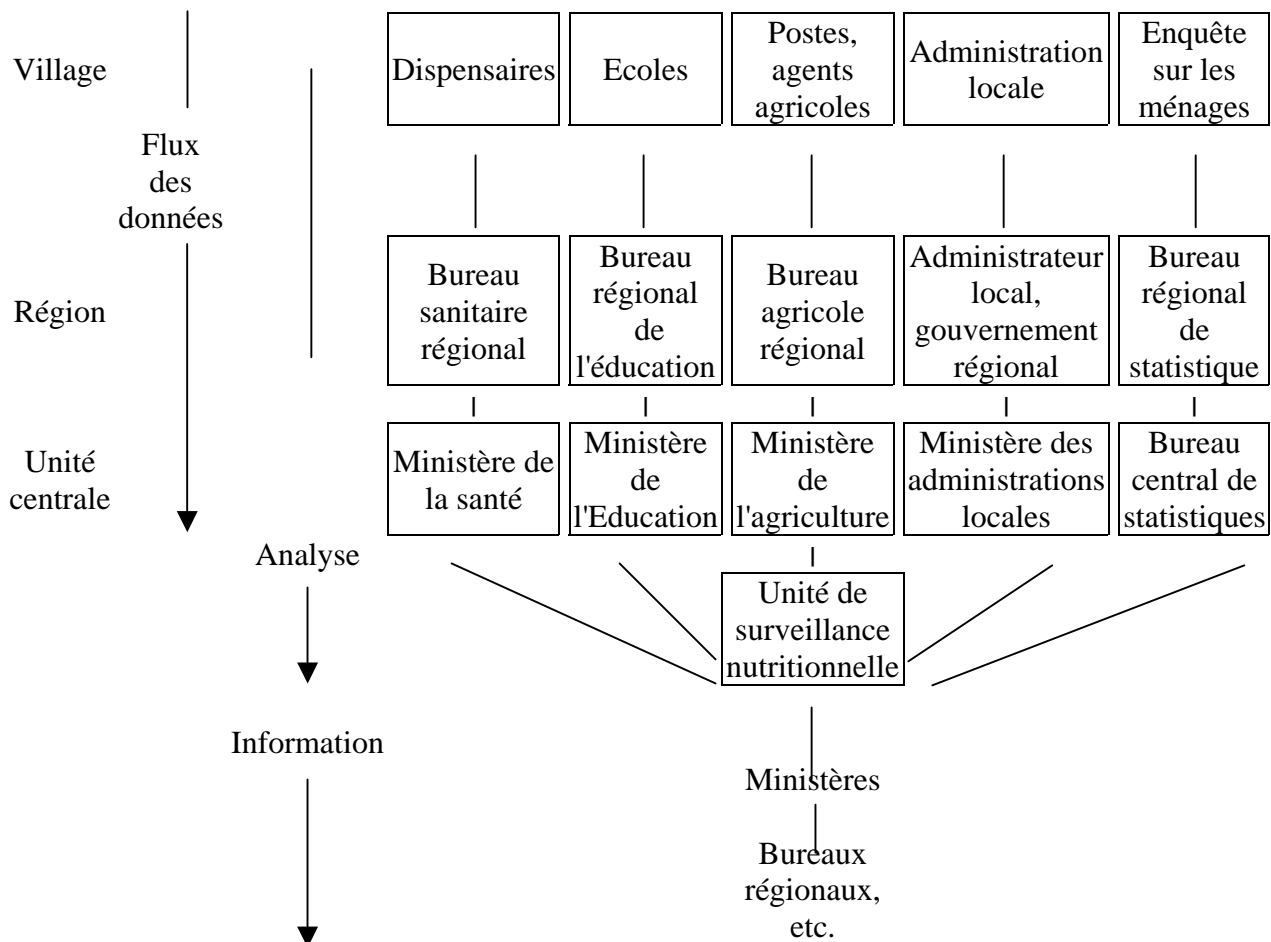 Village
Flux
des
données
Dispensaires
Ecoles
Postes,
agents
agricoles
Administration
locale
Enquête
sur les
ménages
Région
Bureau
sanitaire
régional
Bureau
régional
de
l'éducation
Bureau
agricole
régional
Administrateur
local,
gouvernement
régional
Bureau
régional
de
statistique
Unité
centrale
Ministère de
la santé
Ministère
de
l'Education
Ministère
de
l'agriculture
Ministère des
administrations
locales
Bureau
central de
statistiques
Analyse
Unité de
surveillance
nutritionnelle
Information
Ministères
Bureaux
régionaux,
etc.